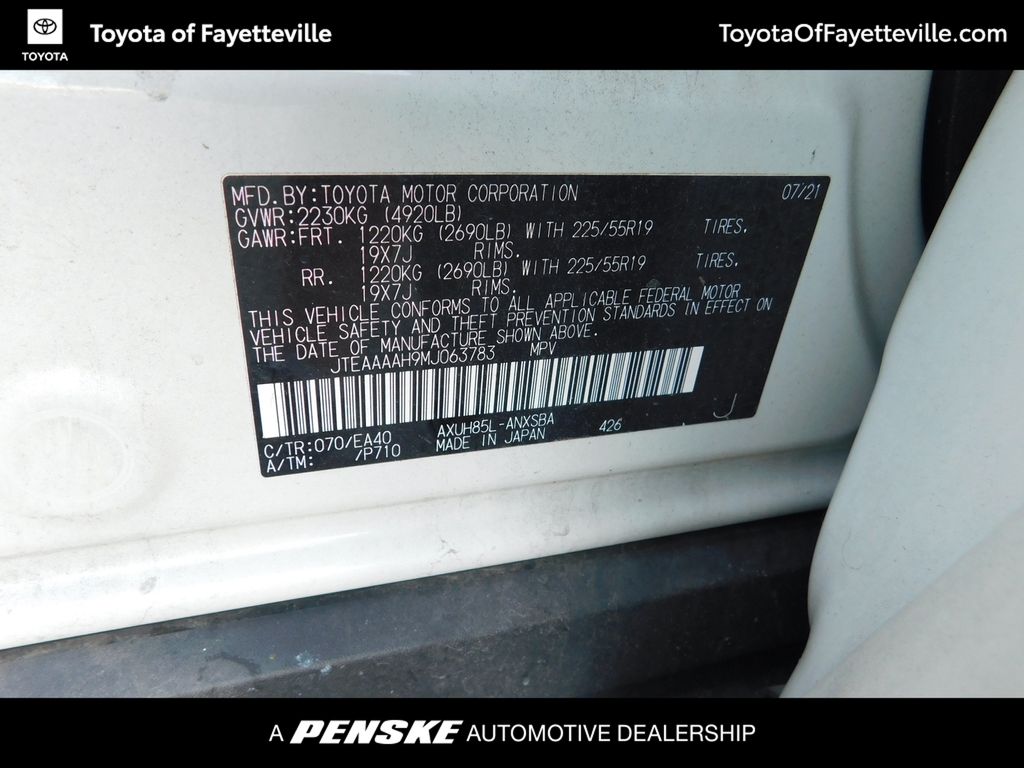 TOYOTA
Toyota of Fayetteville
ToyotaOfFayetteville.com
MFD.BY:TOYOTA MOTOR CORPORATION 07/21
GVWR:2230KG (4920LB)
GAWR:FRT. 1220KG (2690LB) WITH 225/55R19 TIRES,
19X7J RIMS.
RR. 1220KG (2690LB) WITH 225/55R19 TIRES,
19X7J RIMS.
THIS VEHICLE CONFORMS TO ALL APPLICABLE FEDERAL MOTOR
VEHICLE SAFETY AND THEFT PREVENTION STANDARDS IN EFFECT ON
THE DATE OF MANUFACTURE SHOWN ABOVE.
JTEAAAAH9MJ063783 MPV
C/TR:070/EA40 AXUH85L-ANXSBA 426 J
A/TM: /P710 MADE IN JAPAN
A PENSKE AUTOMOTIVE DEALERSHIP